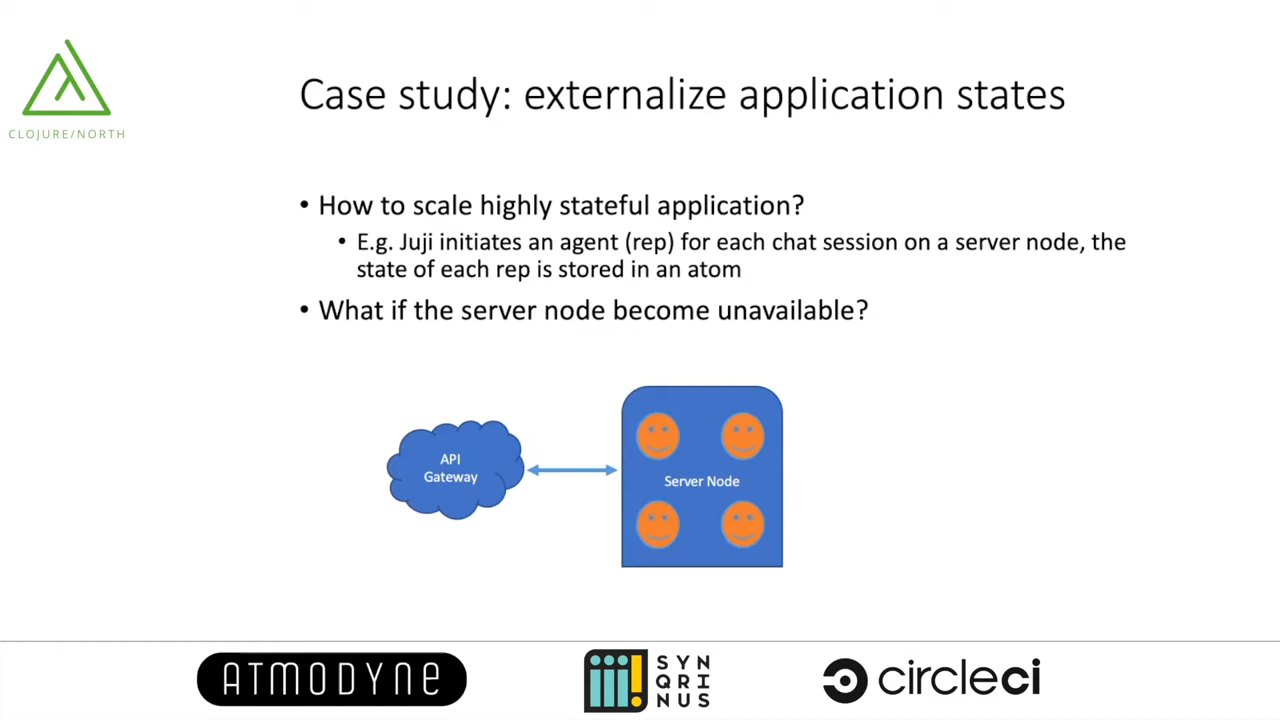 CLOJURE/NORTH
Case study: externalize application states
• How to scale highly stateful application?
• E.g. Juji initiates an agent (rep) for each chat session on a server node, the
state of each rep is stored in an atom
• What if the server node become unavailable?
API
Gateway
Server Node
ATMODYNE
SYN
QRI
NUS
circleci